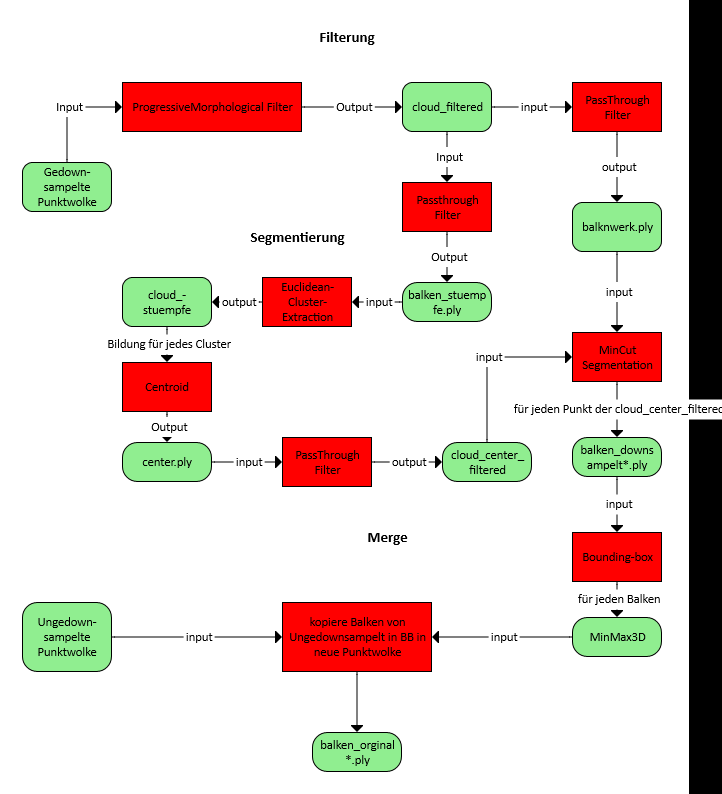 Filterung
Input
ProgressiveMorphological Filter
Output
cloud_filtered
input
PassThrough
Filter
Gedown-
sampelte
Punktwolke
Input
output
Passthrough
Filter
balknwerk.ply
Segmentierung
Output
cloud_-
stuempfe
output
Euclidean-
Cluster-
Extraction
input
balken_stuemp
fe.ply
input
Bildung für jedes Cluster
input
MinCut
Segmentation
Centroid
für jeden Punkt der cloud_center_filtered
Output
center.ply
input
PassThrough
Filter
output
cloud_center_
filtered
balken_downs
ampelt*.ply
input
Merge
Bounding-box
für jeden Balken
Ungedown-
sampelte
Punktwolke
input
kopiere Balken von
Ungedownsampelt in BB in
neue Punktwolke
input
MinMax3D
balken_orginal
*.ply